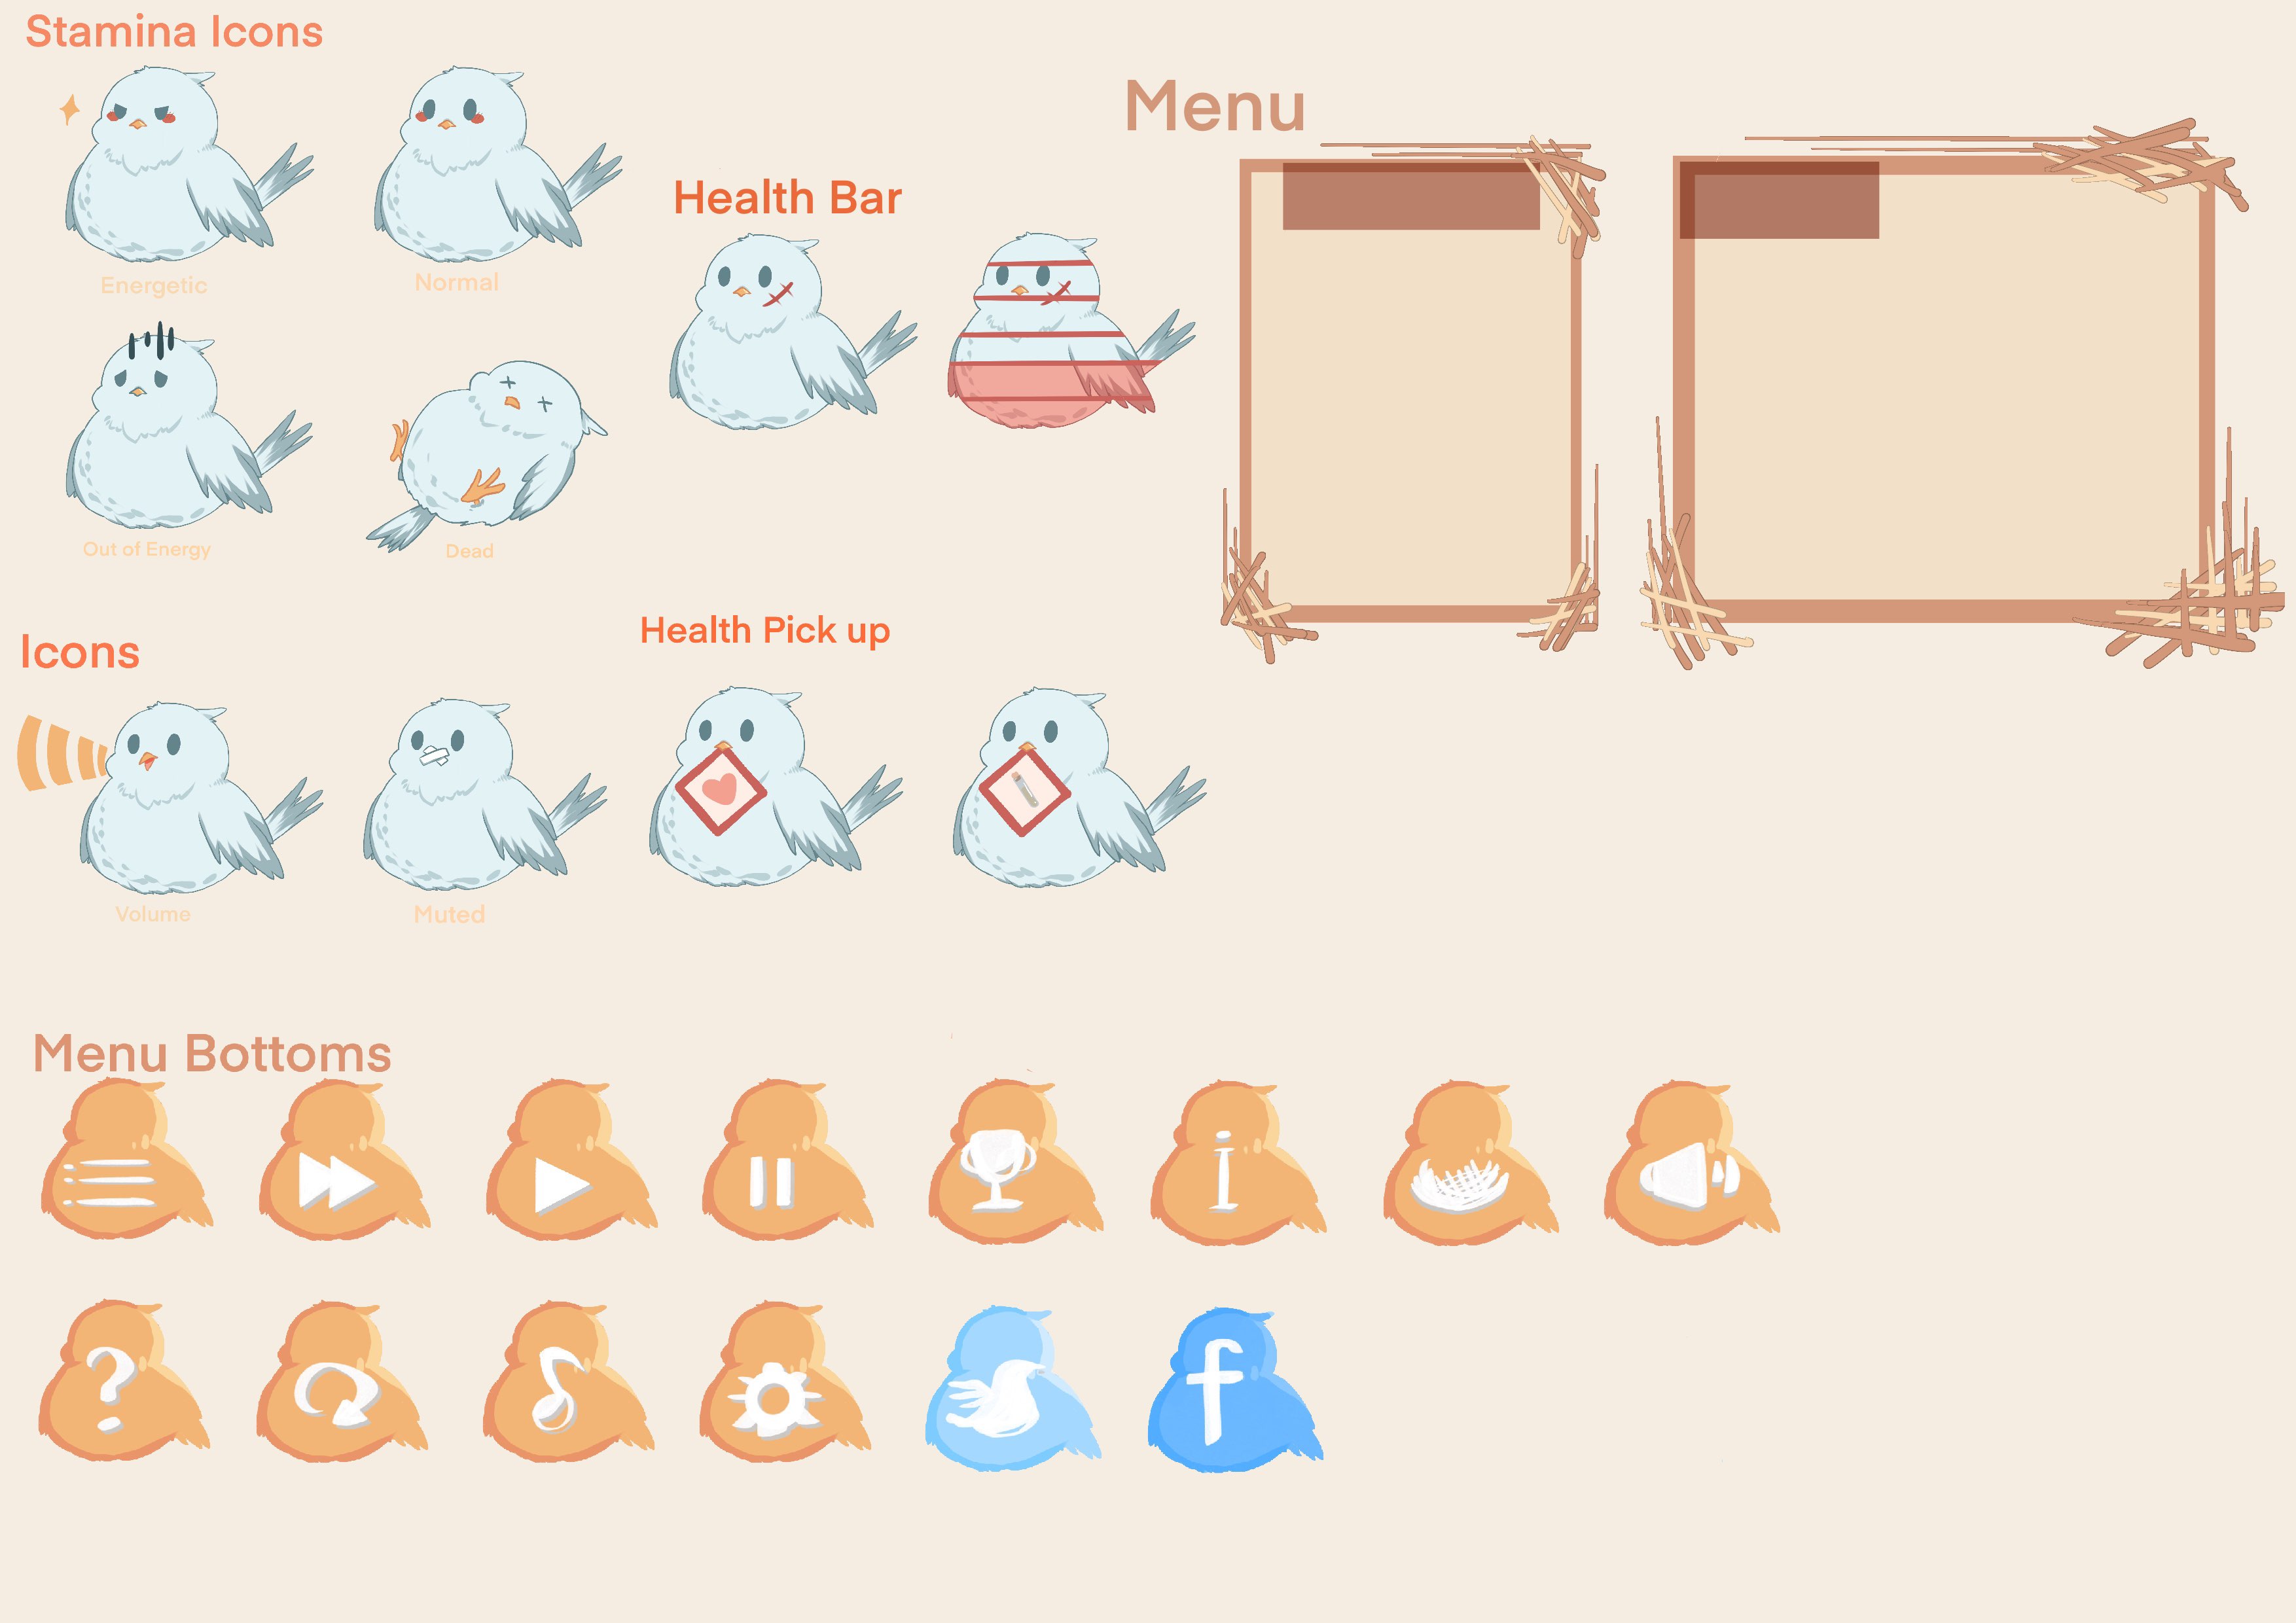 Stamina Icons
Energetic
Normal
Out of Energy
Dead
Health Bar
Menu
Icons
Volume
Muted
Health Pick up
Menu Bottoms
i
?
f